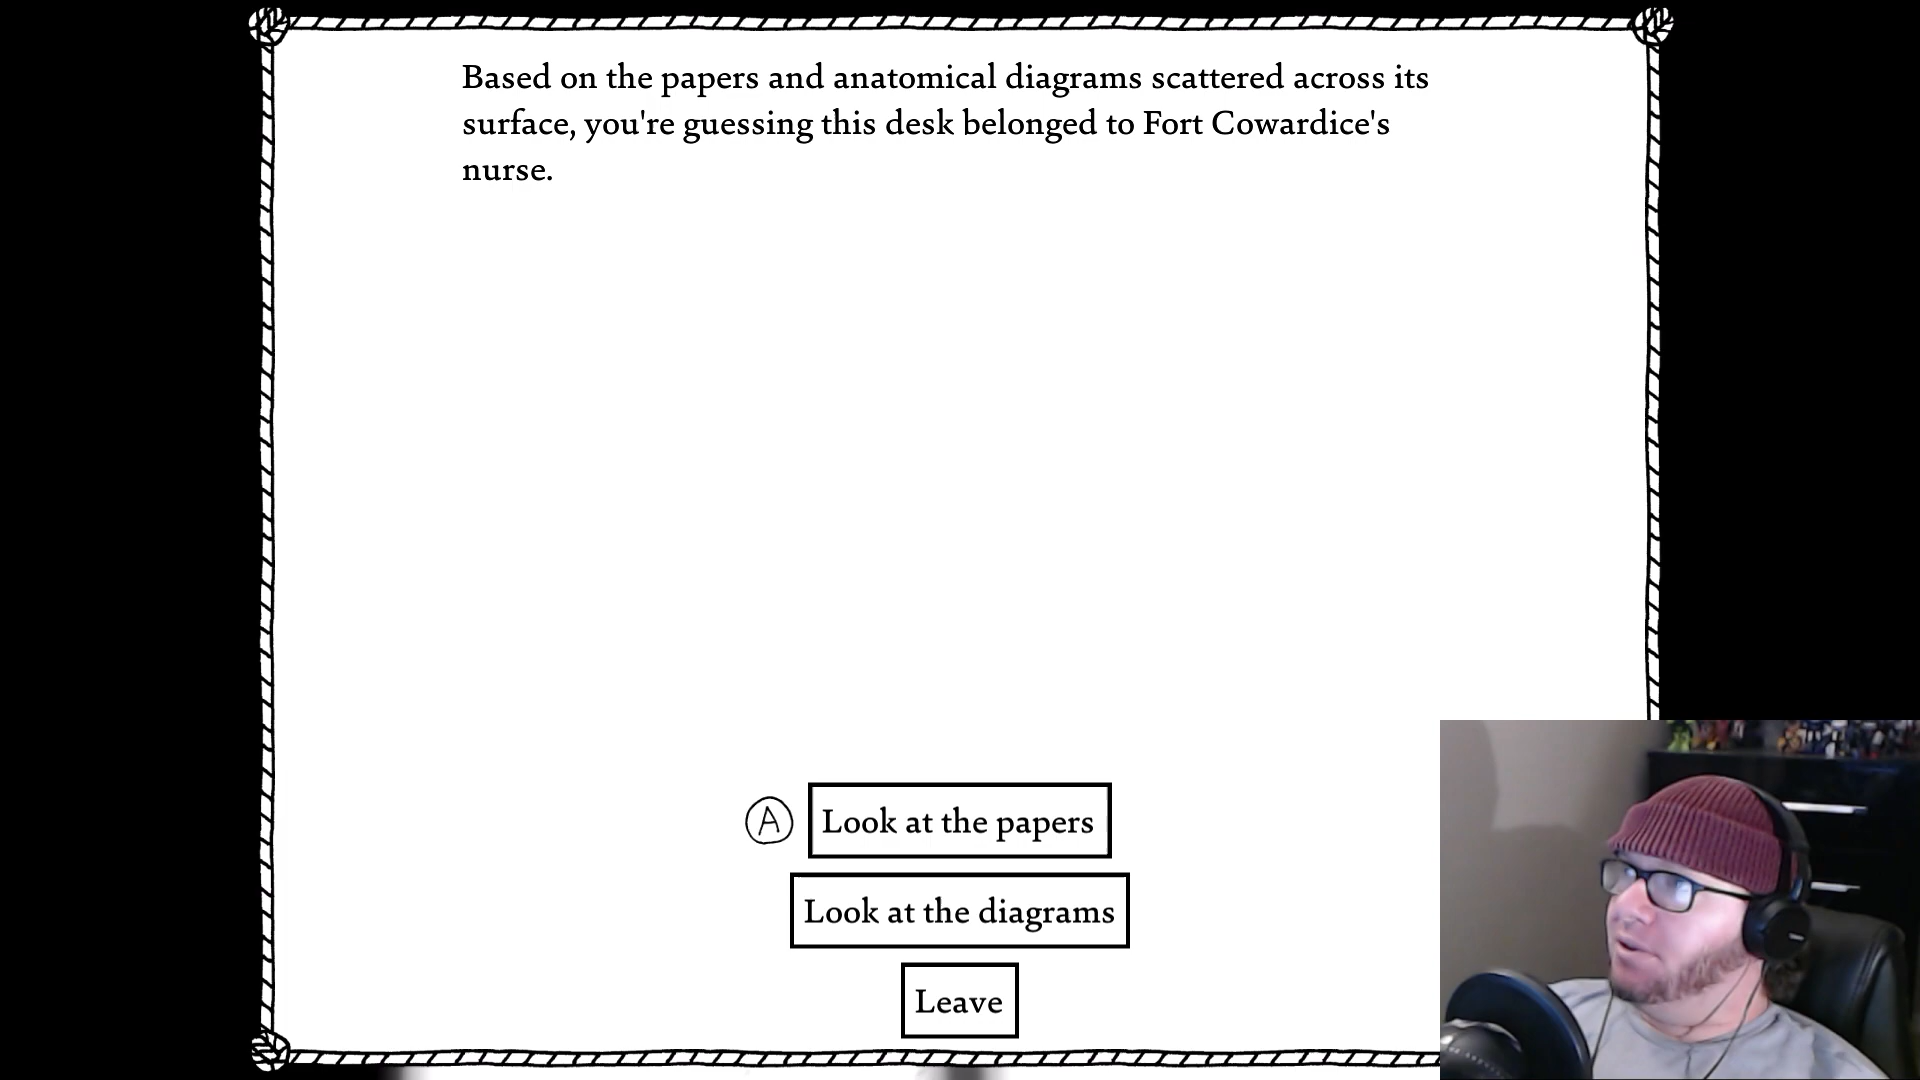 Based on the papers and anatomical diagrams scattered across its
surface, you're guessing this desk belonged to Fort Cowardice's
nurse.
A Look at the papers
Look at the diagrams
Leave